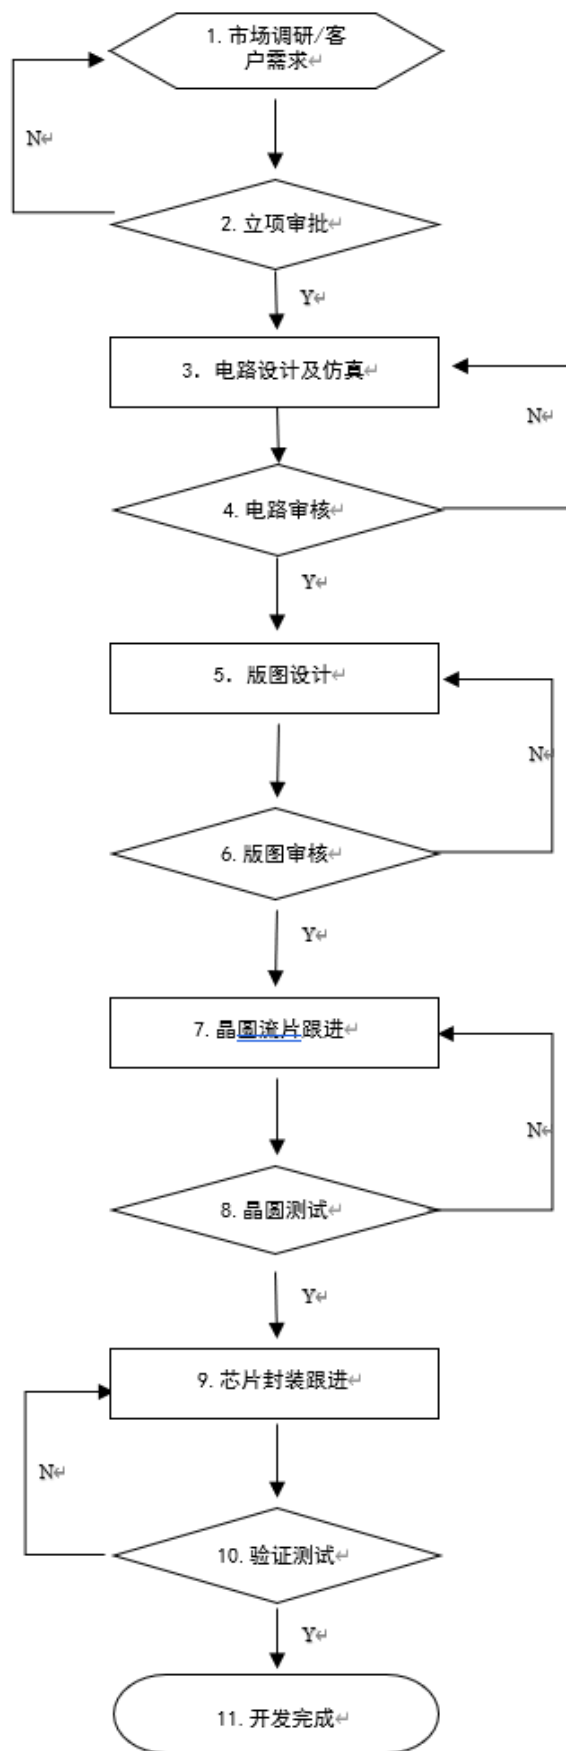 1. 市场调研/客
户需求↵
N↵
2. 立项审批↵
Y↵
3. 电路设计及仿真↵
N↵
4. 电路审核↵
Y↵
5. 版图设计↵
N↵
6. 版图审核↵
Y↵
7. 晶圆流片跟进↵
N↵
8. 晶圆测试↵
Y↵
9. 芯片封装跟进↵
N↵
10. 验证测试↵
Y↵
11. 开发完成↵